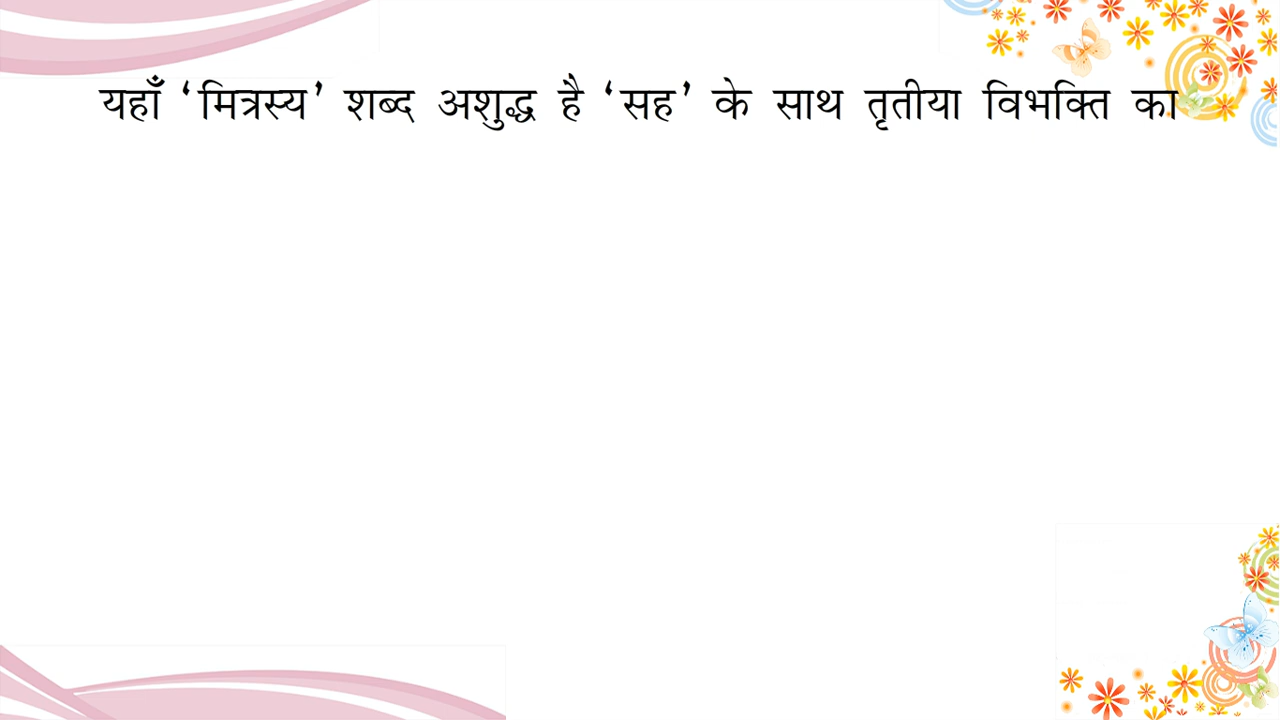 यहाँ ‘मित्रस्य’ शब्द अशुद्ध है ‘सह’ के साथ तृतीया विभक्ति का